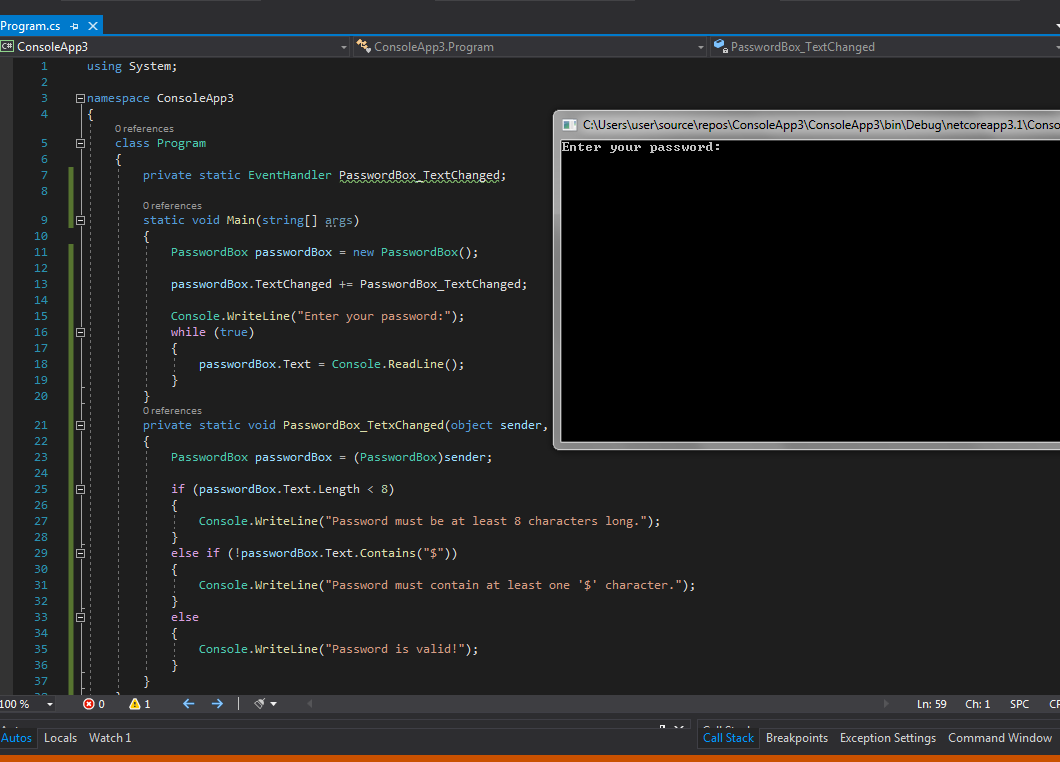 Program.cs
C# ConsoleApp3 ConsoleApp3.Program PasswordBox_TextChanged
1 using System;
2
3 namespace ConsoleApp3
4 {
0 references
5 class Program
6 {
7 private static EventHandler PasswordBox_TextChanged;
8
0 references
9 static void Main(string[] args)
10 {
11 PasswordBox passwordBox = new PasswordBox();
12
13 passwordBox.TextChanged += PasswordBox_TextChanged;
14
15 Console.WriteLine("Enter your password:");
16 while (true)
17 {
18 passwordBox.Text = Console.ReadLine();
19 }
20 }
0 references
21 private static void PasswordBox_TetxChanged(object sender,
22 {
23 PasswordBox passwordBox = (PasswordBox)sender;
24
25 if (passwordBox.Text.Length < 8)
26 {
27 Console.WriteLine("Password must be at least 8 characters long.");
28 }
29 else if (!passwordBox.Text.Contains("$"))
30 {
31 Console.WriteLine("Password must contain at least one '$' character.");
32 }
33 else
34 {
35 Console.WriteLine("Password is valid!");
36 }
37 }
C:\Users\user\source\repos\ConsoleApp3\ConsoleApp3\bin\Debug\netcoreapp3.1\Conso
Enter your password:
100 % 0 1 Ln: 59 Ch: 1 SPC
Autos Locals Watch 1 Call Stack Breakpoints Exception Settings Command Window